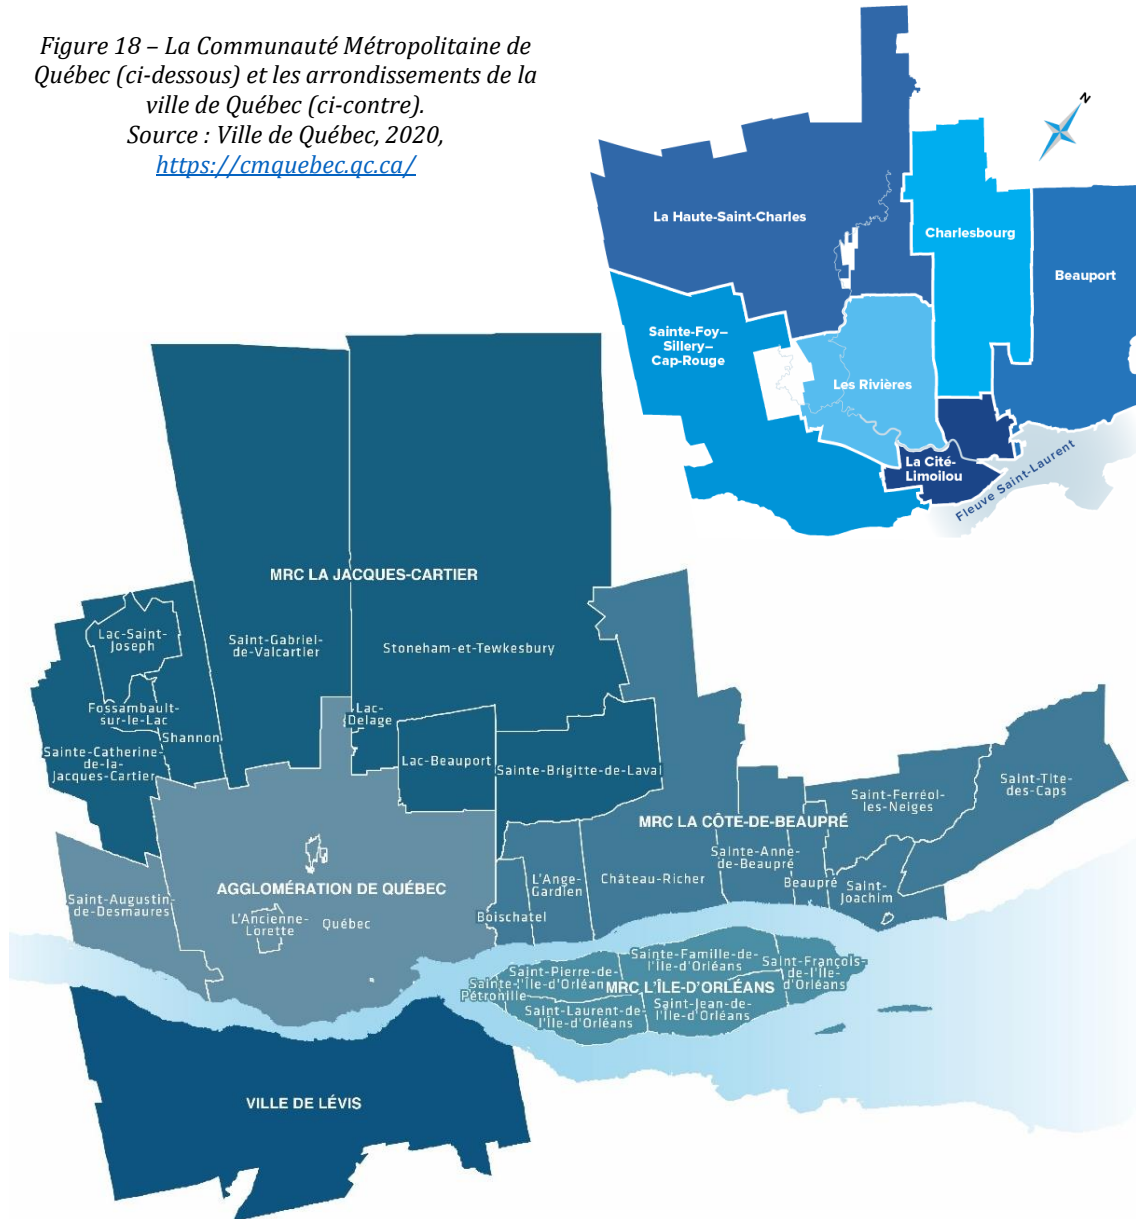 Figure 18 – La Communauté Métropolitaine de
Québec (ci-dessous) et les arrondissements de la
ville de Québec (ci-contre).
Source : Ville de Québec, 2020,
https://cmquebec.qc.ca/
N
La Haute-Saint-Charles
Charlesbourg
Beauport
Sainte-Foy–
Sillery–
Cap-Rouge
Les Rivières
La Cité-
Limoilou
Fleuve Saint-Laurent
MRC LA JACQUES-CARTIER
Lac-Saint-
Joseph
Saint-Gabriel-
de-Valcartier
Stoneham-et-Tewkesbury
Fossambault-
sur-le-Lac
Shannon
Sainte-Catherine-
de-la-
Jacques-Cartier
Lac-
Delage
Lac-Beauport
Sainte-Brigitte-de-Laval
Saint-Ferréol-
les-Neiges
Saint-Tite-
des-Caps
MRC LA CÔTE-DE-BEAUPRÉ
Sainte-Anne-
de-Beaupré
L'Ange-
Gardien
Château-Richer
Beaupré
Saint-
Joachim
AGGLOMÉRATION DE QUÉBEC
Saint-Augustin-
de-Desmaures
L'Ancienne-
Lorette
Québec
Boischatel
Sainte-Famille-de-
l'Île-d'Orléans
Saint-François-
de-l'Île-
d'Orléans
Saint-Pierre-de-
l'Île-d'Orléan
Sainte-
Pétronille
MRC L'ÎLE-D'ORLÉANS
Saint-Laurent-de-
l'Île-d'Orléans
Saint-Jean-de-
l'Île-d'Orléans
VILLE DE LÉVIS